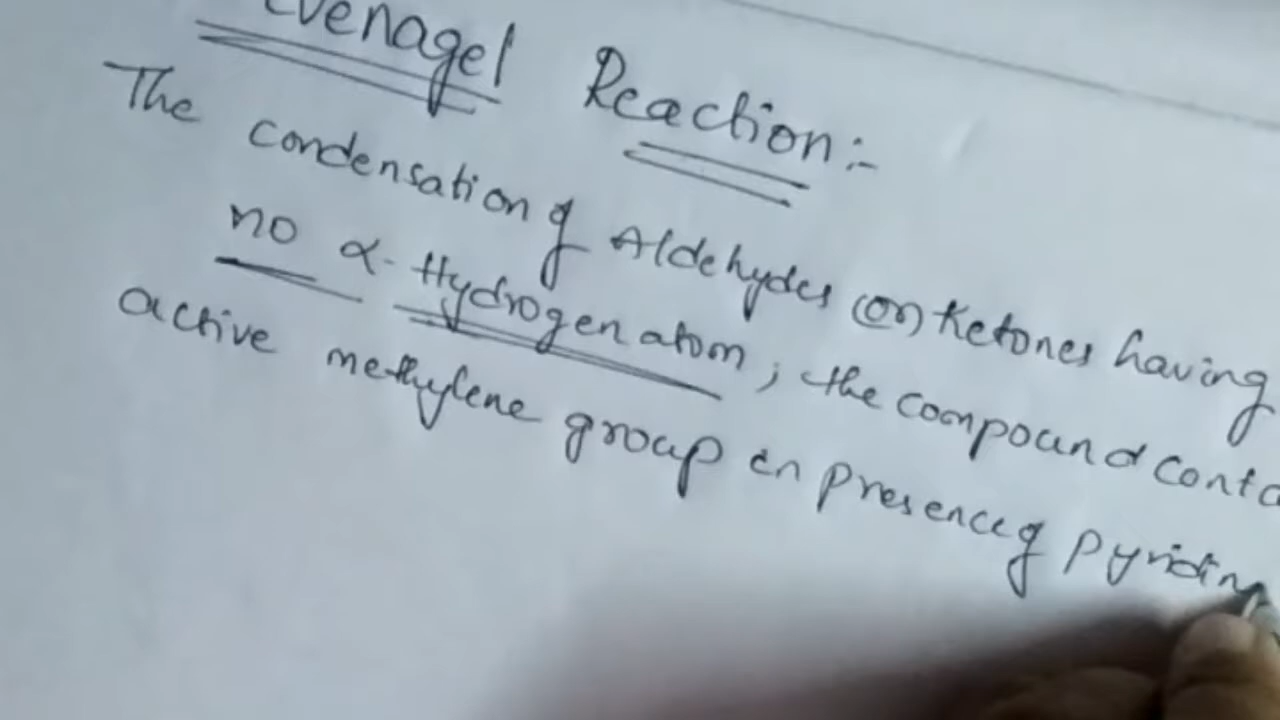 evenagel Reaction:-
The condensation of Aldehydes (or) Ketones having
no α-Hydrogen atom, the compound conta
active methylene group in presence of pyridin